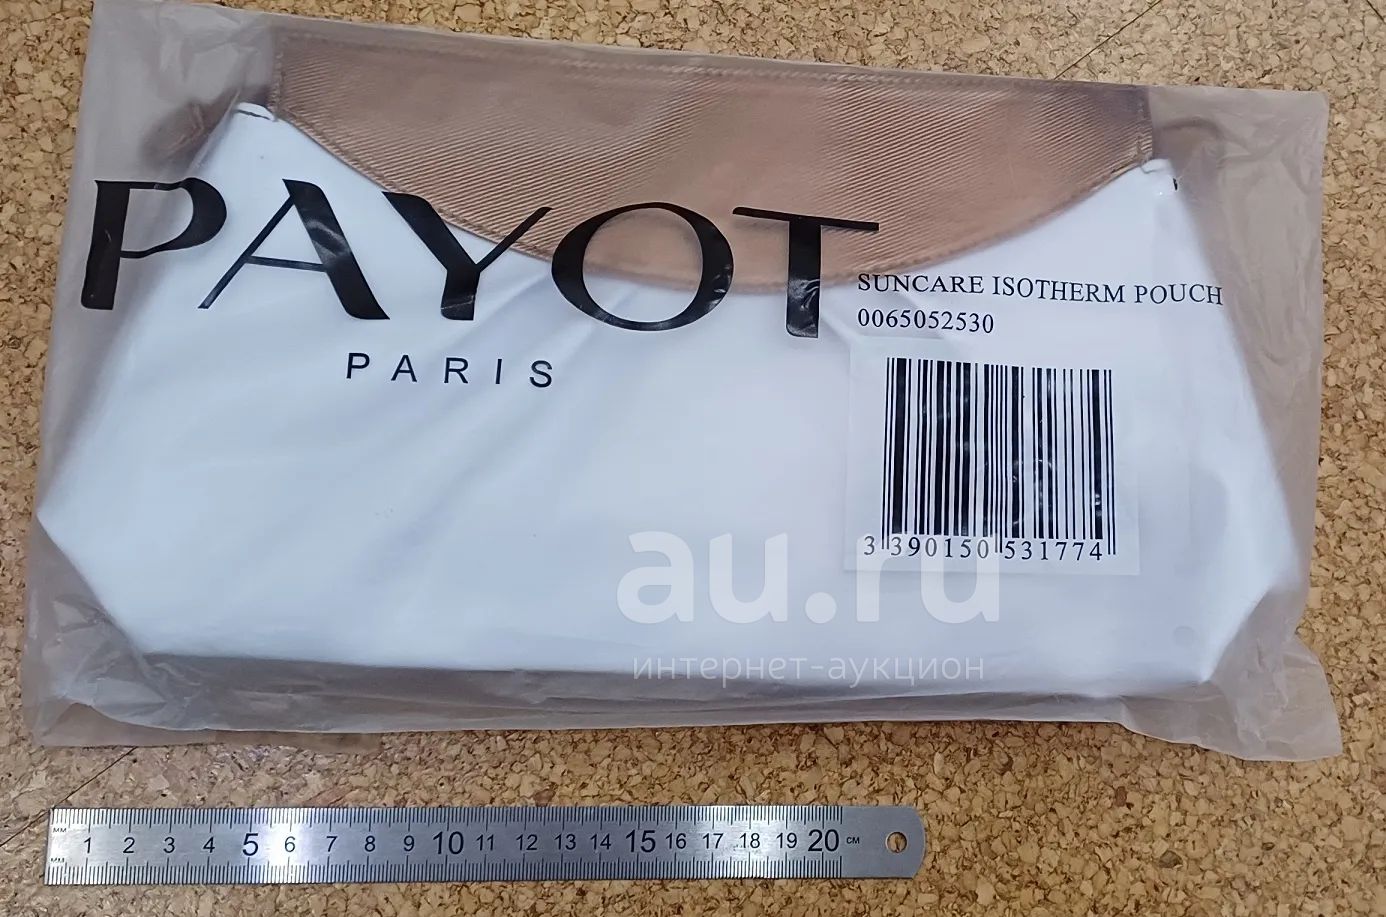 PAYOT
PARIS
SUNCARE ISOTHERM POUCH
0065052530
3 390150 531774
au.ru
интернет-аукцион
мм
1 2 3 4 5 6 7 8 9 10 11 12 13 14 15 16 17 18 19 20 см